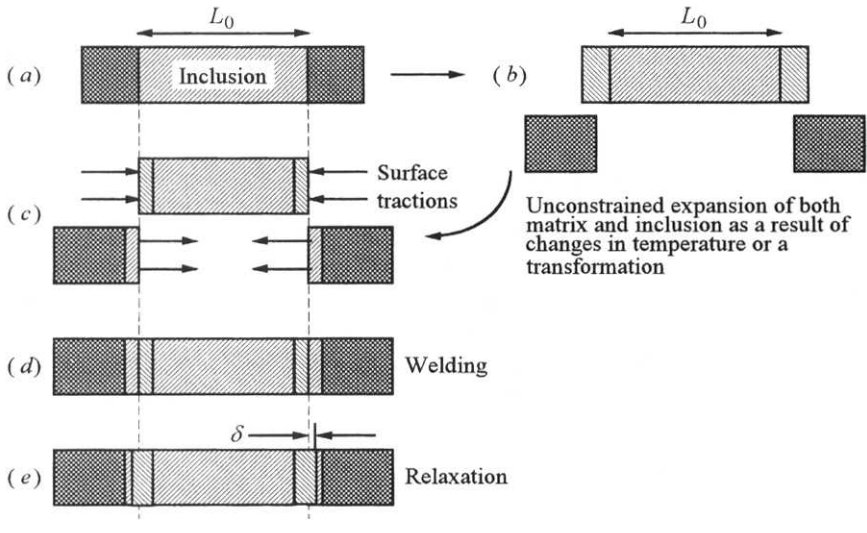 L₀
(a)
Inclusion
(b)
L₀
(c)
Surface
tractions
Unconstrained expansion of both
matrix and inclusion as a result of
changes in temperature or a
transformation
(d)
Welding
δ
(e)
Relaxation